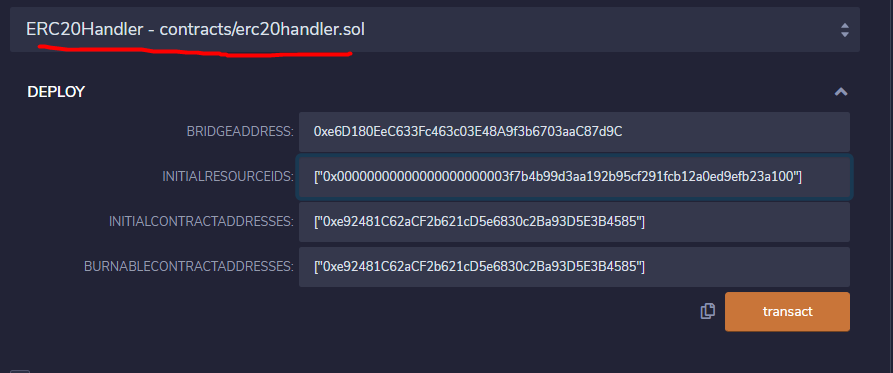 ERC20Handler - contracts/erc20handler.sol
DEPLOY
BRIDGEADDRESS: 0xe6D180EeC633Fc463c03E48A9f3b6703aaC87d9C
INITIALRESOURCEIDS: ["0x00000000000000000000003f7b4b99d3aa192b95cf291fcb12a0ed9efb23a100"]
INITIALCONTRACTADDRESSES: ["0xe92481C62aCF2b621cD5e6830c2Ba93D5E3B4585"]
BURNABLECONTRACTADDRESSES: ["0xe92481C62aCF2b621cD5e6830c2Ba93D5E3B4585"]
transact